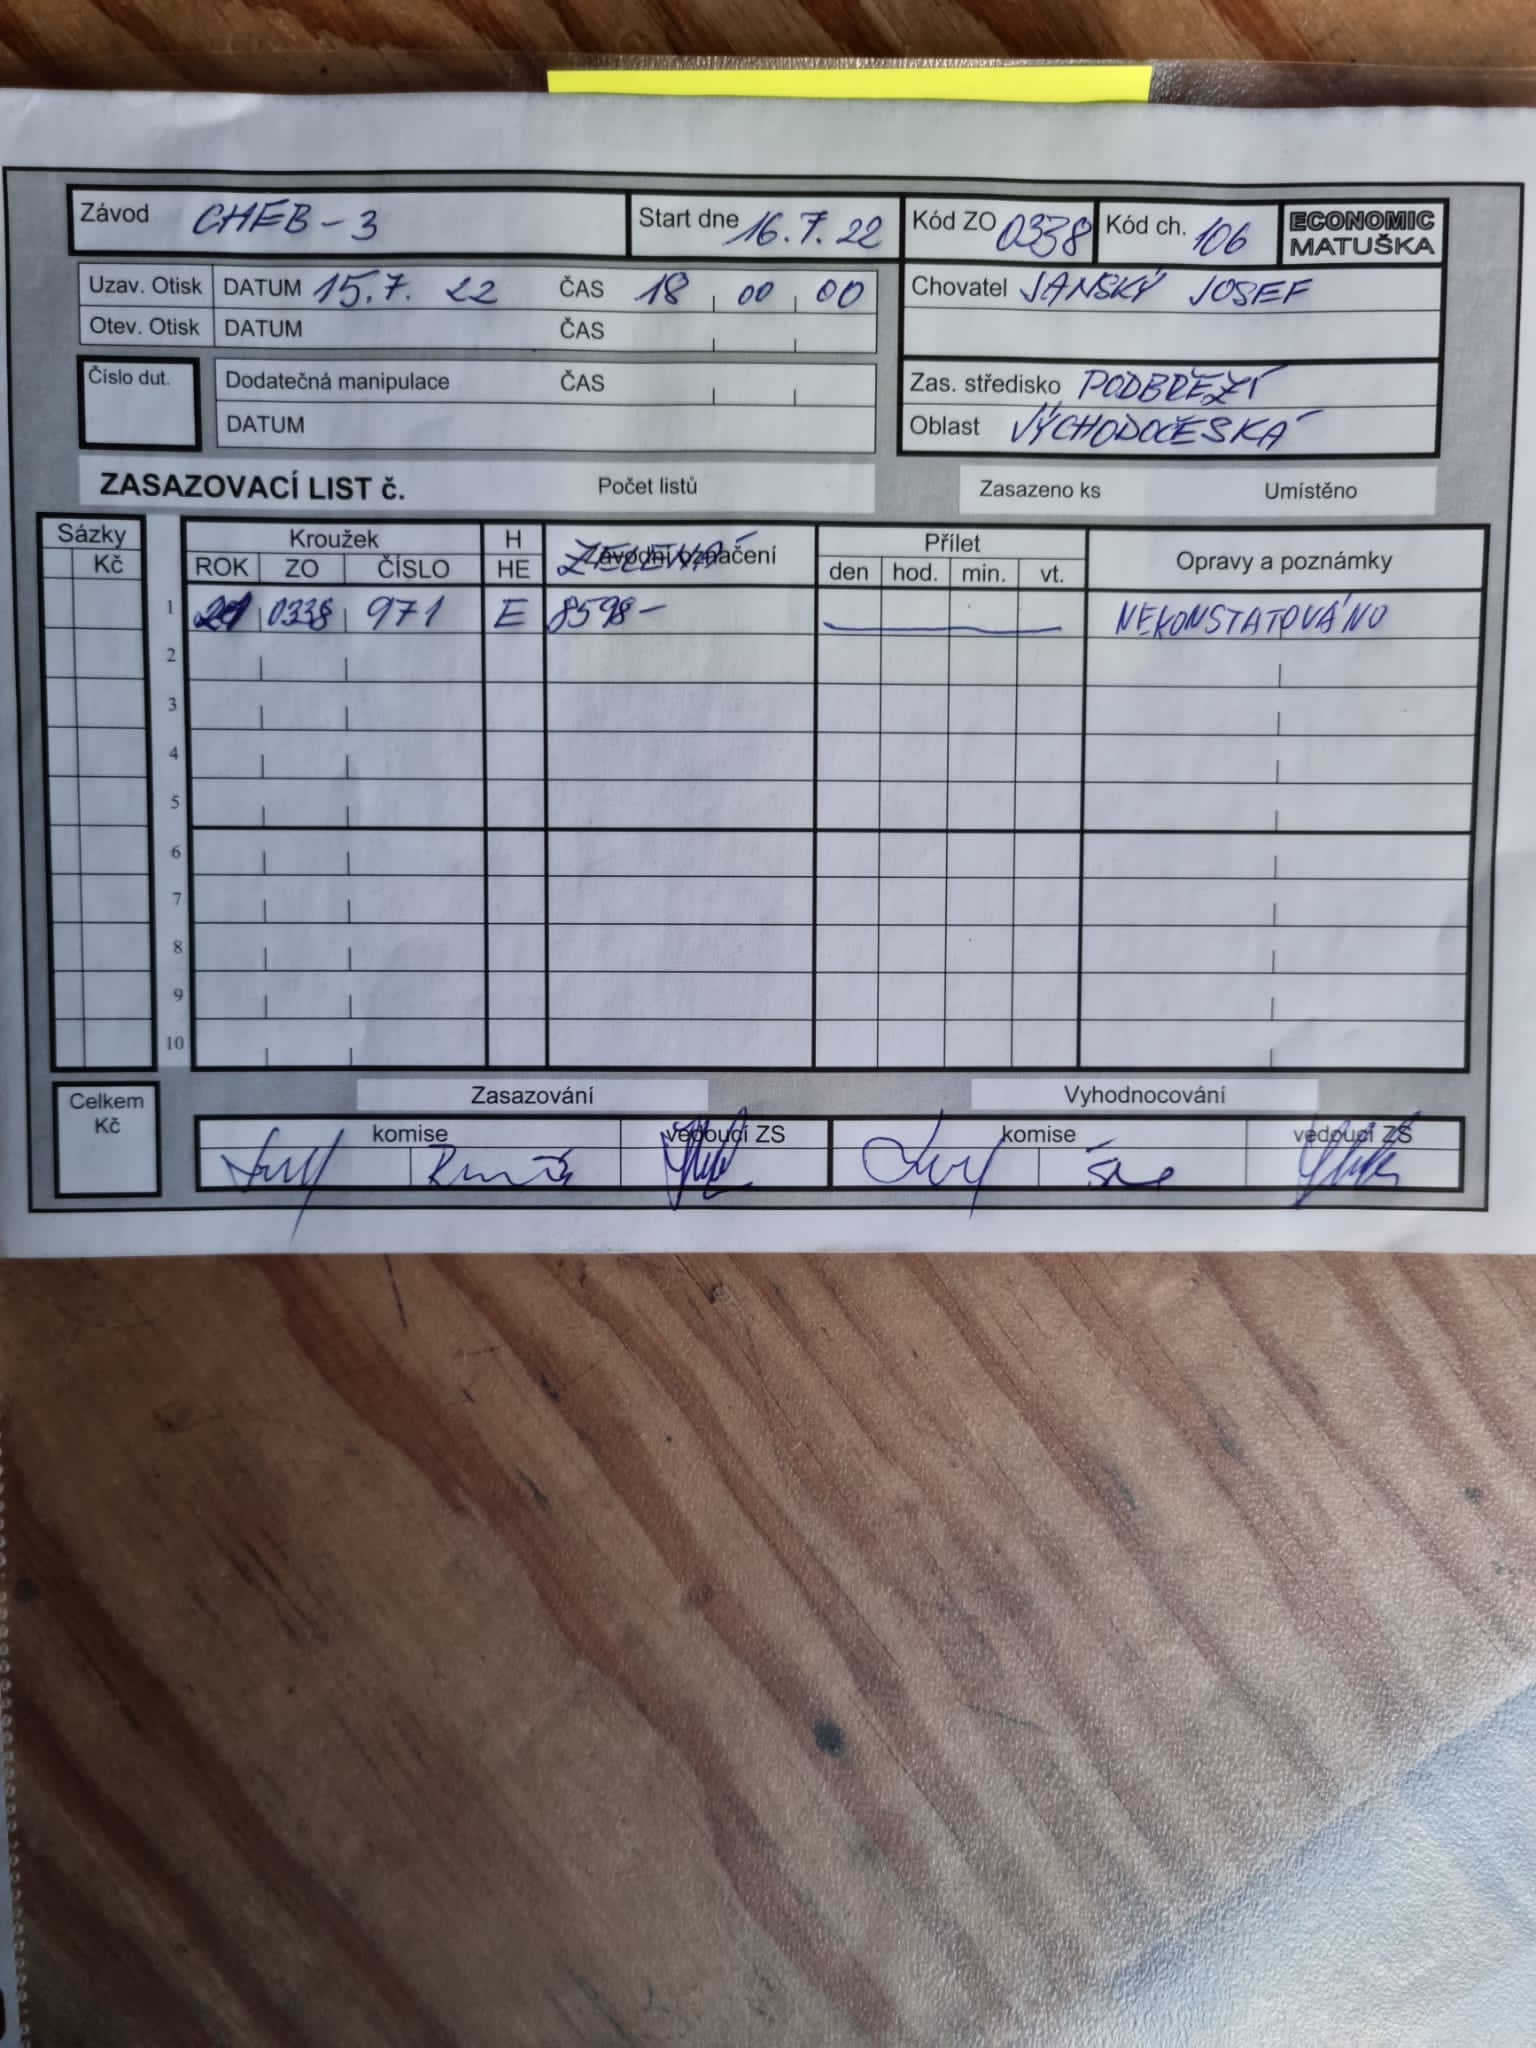 Závod CHEB-3 Start dne 16.7.22 Kód ZO 0338 Kód ch. 106 ECONOMIC MATUŠKA
Uzav. Otisk DATUM 15.7. 22 ČAS 18 00 00 Chovatel JANSKÝ JOSEF
Otev. Otisk DATUM ČAS
Číslo dut. Dodatečná manipulace ČAS Zas. středisko PODBŘEZÍ
DATUM Oblast VÝCHODOČESKÁ
ZASAZOVACÍ LIST č. Počet listů Zasazeno ks Umístěno
Sázky Kroužek H ZELENÁ Závodní označení Přílet Opravy a poznámky
Kč ROK ZO ČÍSLO HE den hod. min. vt.
1 0338 971 E 8598- NEKONSTATOVÁNO
2
3
4
5
6
7
8
9
10
Celkem Kč Zasazování Vyhodnocování
komise vedoucí ZS komise vedoucí ZS